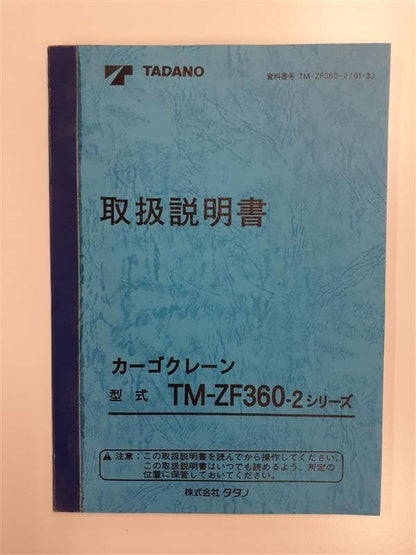 TADANO
資料番号 TM-ZF360-2/01-3J
取扱説明書
カーゴクレーン
型式 TM-ZF360-2シリーズ
⚠注意：この取扱説明書を読んでから操作してください。
この取扱説明書はいつでも読めるよう、所定の
位置に保管しておいてください。
株式会社 タダノ